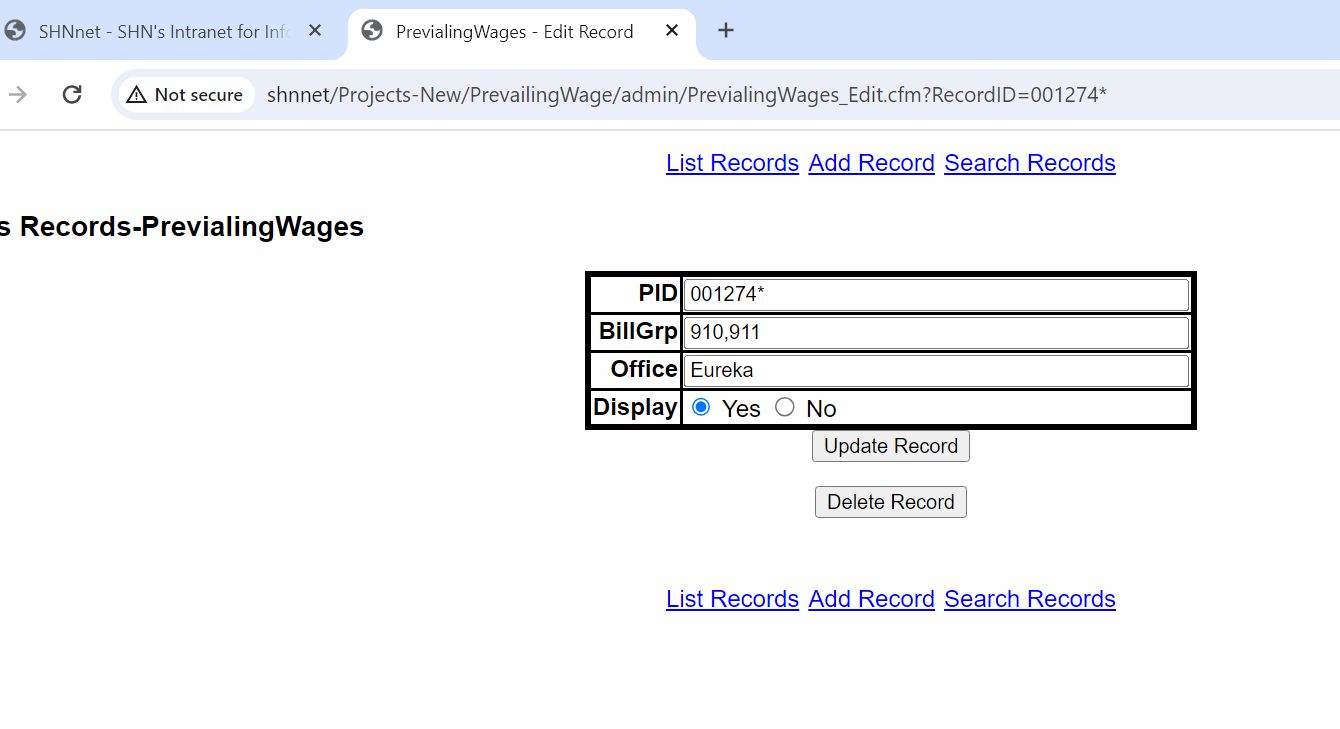 SHNnet - SHN's Intranet for Info
PrevialingWages - Edit Record
Not secure
shnnet/Projects-New/PrevailingWage/admin/PrevialingWages_Edit.cfm?RecordID=001274*
List Records Add Record Search Records
s Records-PrevialingWages
PID 001274*
BillGrp 910,911
Office Eureka
Display Yes No
Update Record
Delete Record
List Records Add Record Search Records